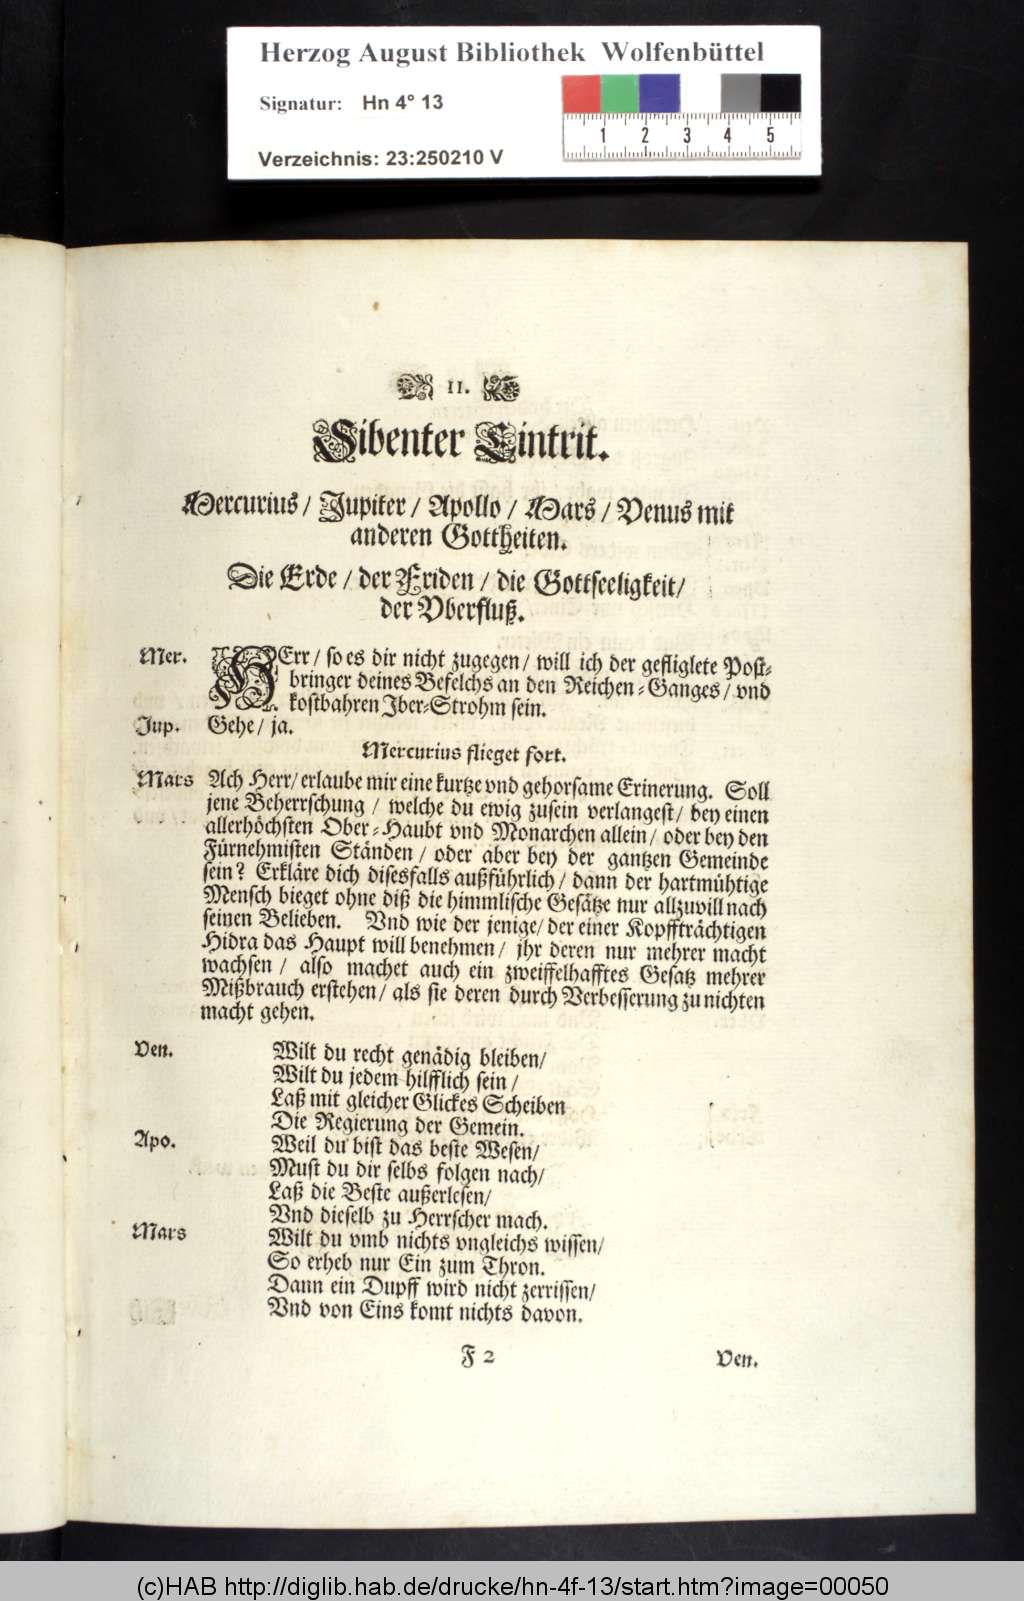 Herzog August Bibliothek Wolfenbüttel
Signatur: Hn 4° 13
1 2 3 4 5
Verzeichnis: 23:250210 V
11.
Sibenter Eintrit.
Mercurius / Jupiter / Apollo / Mars / Venus mit
anderen Gottheiten.
Die Erde / der Friden / die Gottseeligkeit /
der Vberfluß.
Mer. HErr / so es dir nicht zugegen / will ich der gefliglete Post-
bringer deines Befelchs an den Reichen-Ganges / vnd
kostbahren Iber-Strohm sein.
Jup. Gehe / ja.
Mercurius flieget fort.
Mars Ach Herr / erlaube mir eine kurtze vnd gehorsame Erinerung. Soll
jene Beherrschung / welche du ewig zusein verlangest / bey einen
allerhöchsten Ober-Haubt vnd Monarchen allein / oder bey den
Fürnehmisten Ständen / oder aber bey der gantzen Gemeinde
sein? Erkläre dich disesfalls außführlich / dann der hartmühtige
Mensch bieget ohne diß die himmlische Gesätze nur allzuvill nach
seinen Belieben. Vnd wie der jenige / der einer Kopffträchtigen
Hidra das Haupt will benehmen / jhr deren nur mehrer macht
wachsen / also machet auch ein zweiffelhafftes Gesatz mehrer
Mißbrauch erstehen / als sie deren durch Verbesserung zu nichten
macht gehen.
Ven. Wilt du recht genädig bleiben /
Wilt du jedem hilfflich sein /
Laß mit gleicher Glickes Scheiben
Die Regierung der Gemein.
Apo. Weil du bist das beste Wesen /
Must du dir selbs folgen nach /
Laß die Beste außerlesen /
Vnd dieselb zu Herrscher mach.
Mars Wilt du vmb nichts vngleichs wissen /
So erheb nur Ein zum Thron.
Dann ein Dupff wird nicht zerrissen /
Vnd von Eins komt nichts davon.
F 2 Ven.
(c)HAB http://diglib.hab.de/drucke/hn-4f-13/start.htm?image=00050